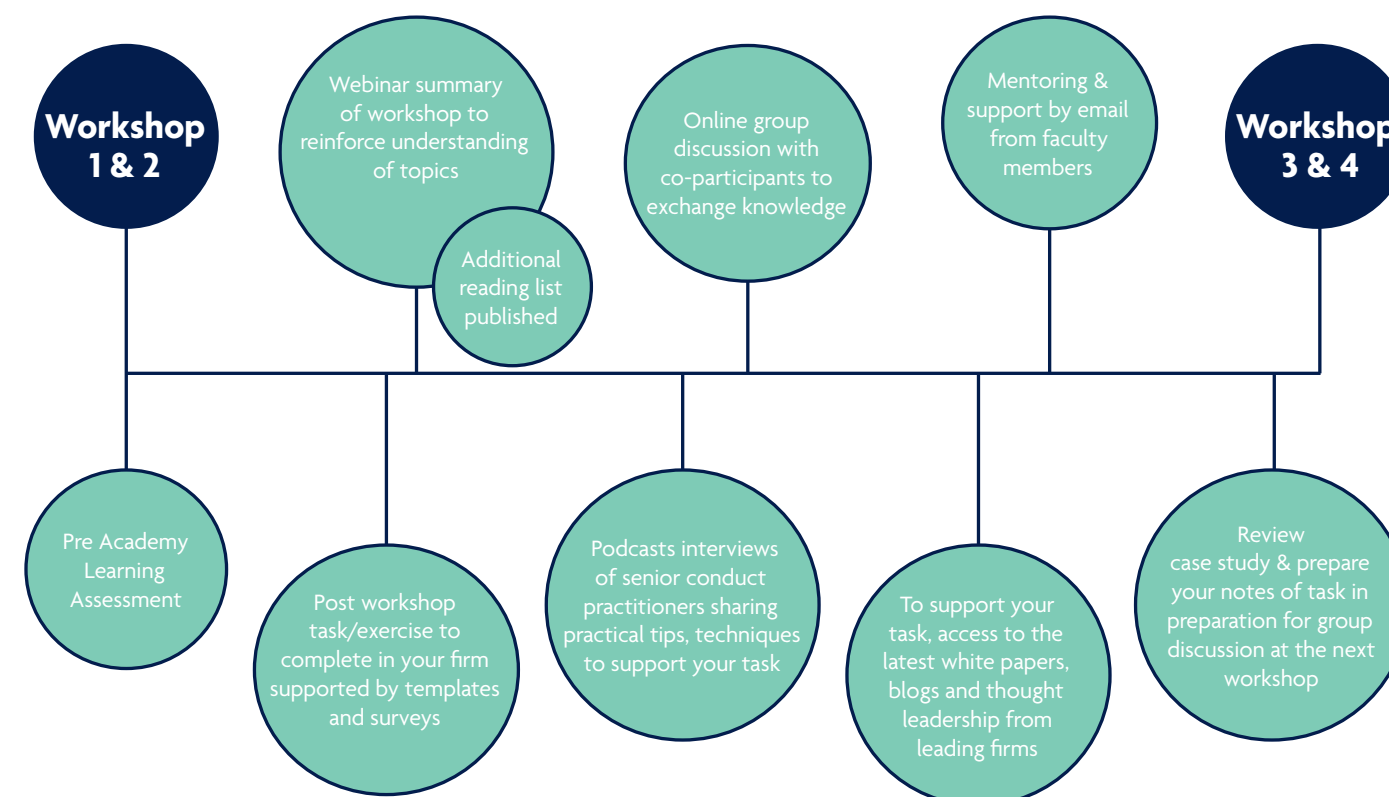 Workshop
1 & 2
Webinar summary
of workshop to
reinforce understanding
of topics
Additional
reading list
published
Online group
discussion with
co-participants to
exchange knowledge
Mentoring &
support by email
from faculty
members
Workshop
3 & 4
Pre Academy
Learning
Assessment
Post workshop
task/exercise to
complete in your firm
supported by templates
and surveys
Podcasts interviews
of senior conduct
practitioners sharing
practical tips, techniques
to support your task
To support your
task, access to the
latest white papers,
blogs and thought
leadership from
leading firms
Review
case study & prepare
your notes of task in
preparation for group
discussion at the next
workshop